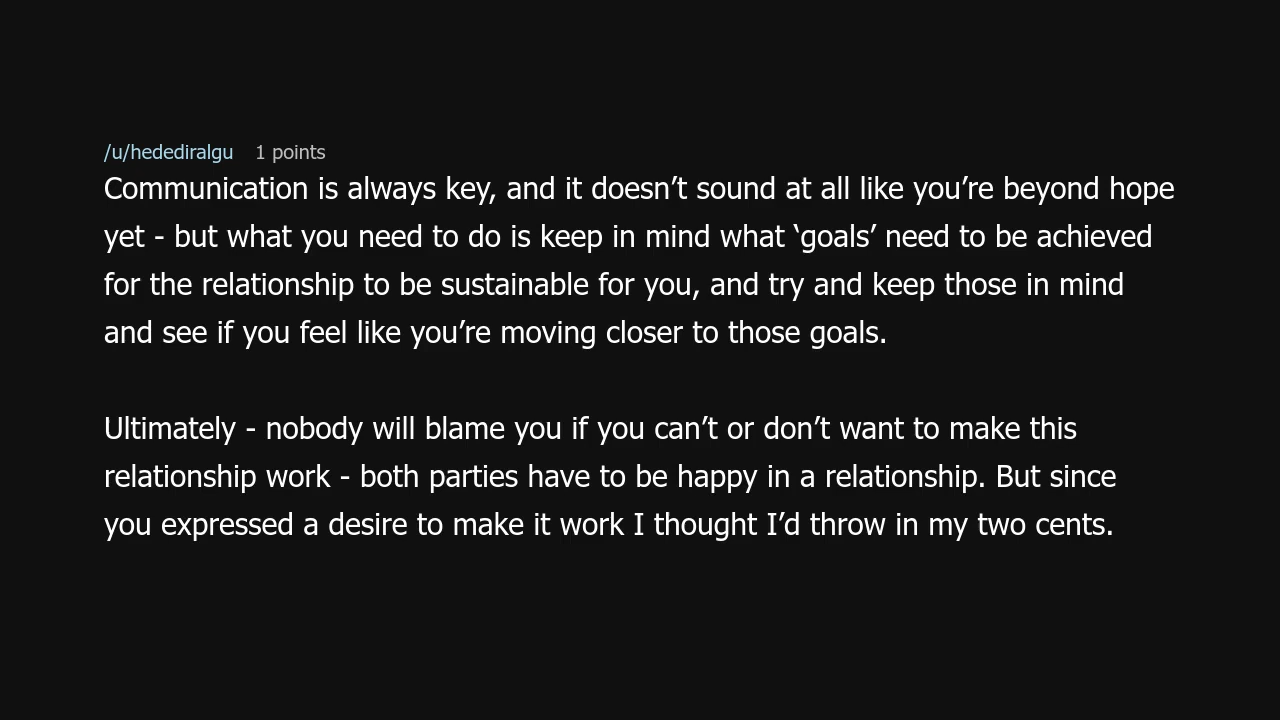 /u/hedediralgu 1 points
Communication is always key, and it doesn’t sound at all like you’re beyond hope
yet - but what you need to do is keep in mind what ‘goals’ need to be achieved
for the relationship to be sustainable for you, and try and keep those in mind
and see if you feel like you’re moving closer to those goals.
Ultimately - nobody will blame you if you can’t or don’t want to make this
relationship work - both parties have to be happy in a relationship. But since
you expressed a desire to make it work I thought I’d throw in my two cents.